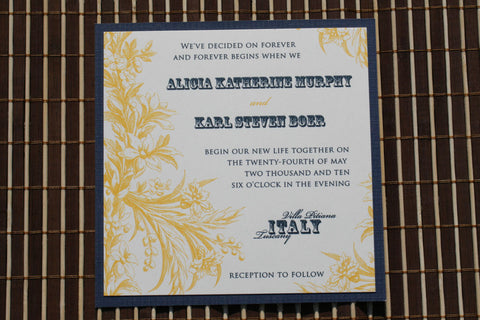 WE'VE DECIDED ON FOREVER
AND FOREVER BEGINS WHEN WE
ALICIA KATHERINE MURPHY
and
KARL STEVEN BOER
BEGIN OUR NEW LIFE TOGETHER ON
THE TWENTY-FOURTH OF MAY
TWO THOUSAND AND TEN
SIX O'CLOCK IN THE EVENING
Villa Pitiana
ITALY
Tuscany
RECEPTION TO FOLLOW